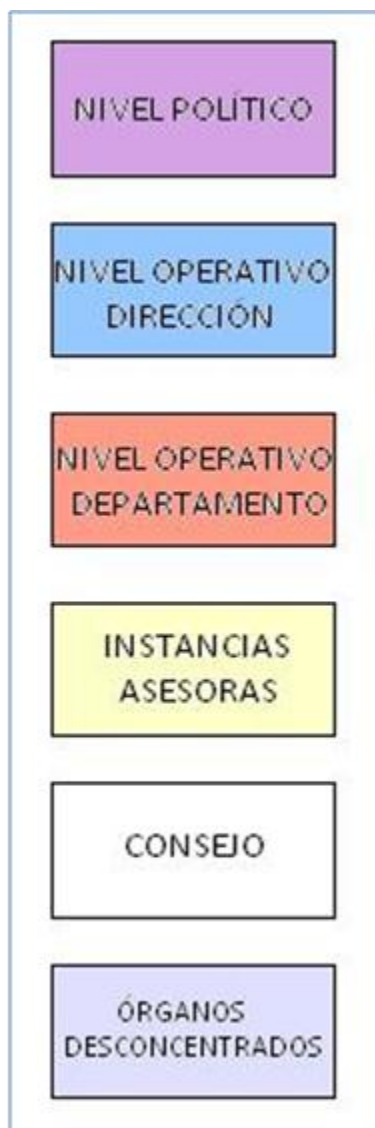 NIVEL POLÍTICO
NIVEL OPERATIVO
DIRECCIÓN
NIVEL OPERATIVO
DEPARTAMENTO
INSTANCIAS
ASESORAS
CONSEJO
ÓRGANOS
DESCONCENTRADOS